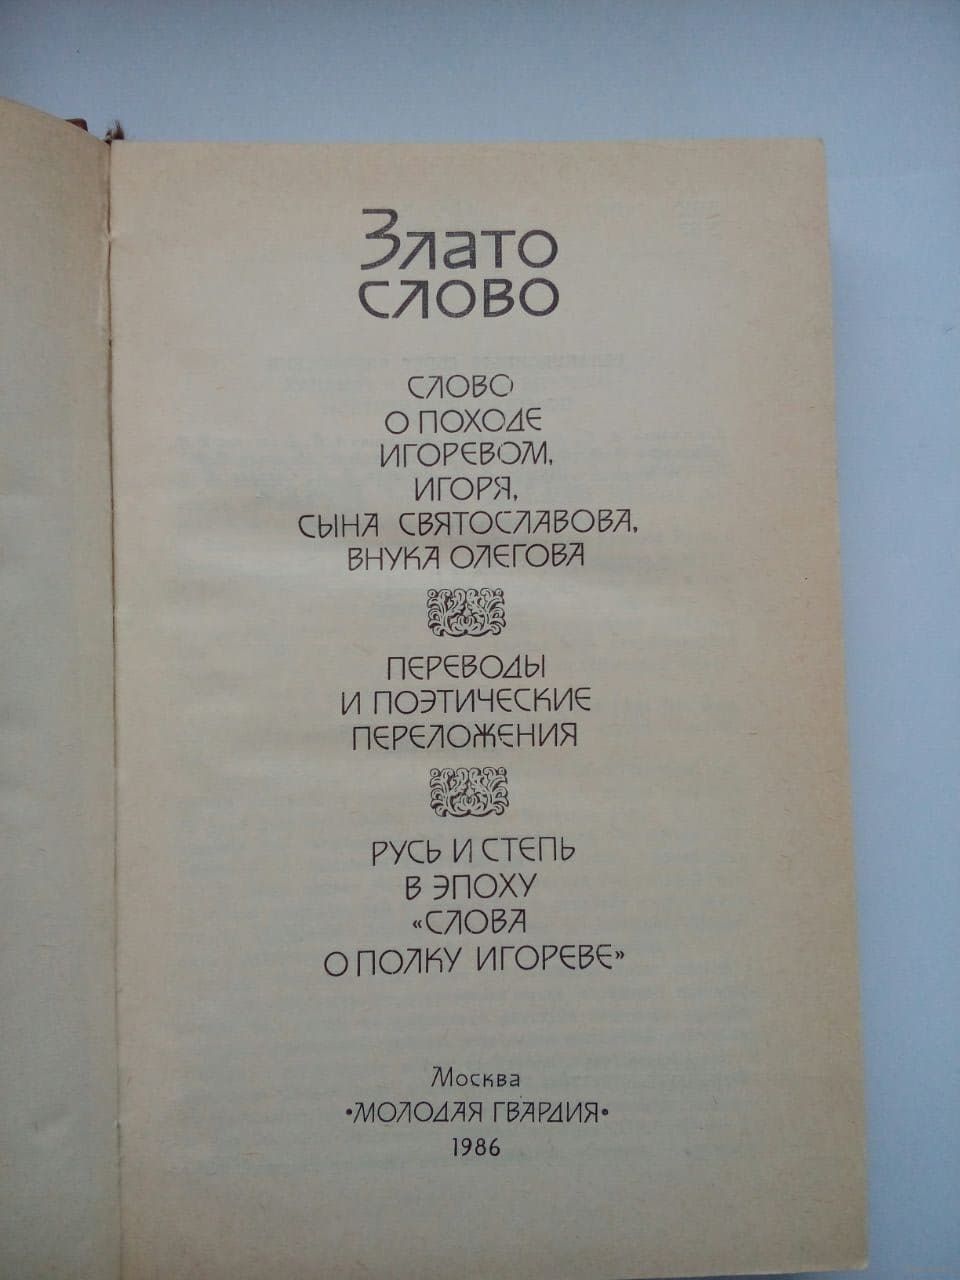 Злато
слово
СЛОВО
О ПОХОДЕ
ИГОРЕВОМ,
ИГОРЯ,
СЫНА СВЯТОСЛАВОВА,
ВНУКА ОЛЕГОВА
ПЕРЕВОДЫ
И ПОЭТИЧЕСКИЕ
ПЕРЕЛОЖЕНИЯ
РУСЬ И СТЕПЬ
В ЭПОХУ
«СЛОВА
О ПОЛКУ ИГОРЕВЕ»
Москва
•МОЛОДАЯ ГВАРДИЯ•
1986